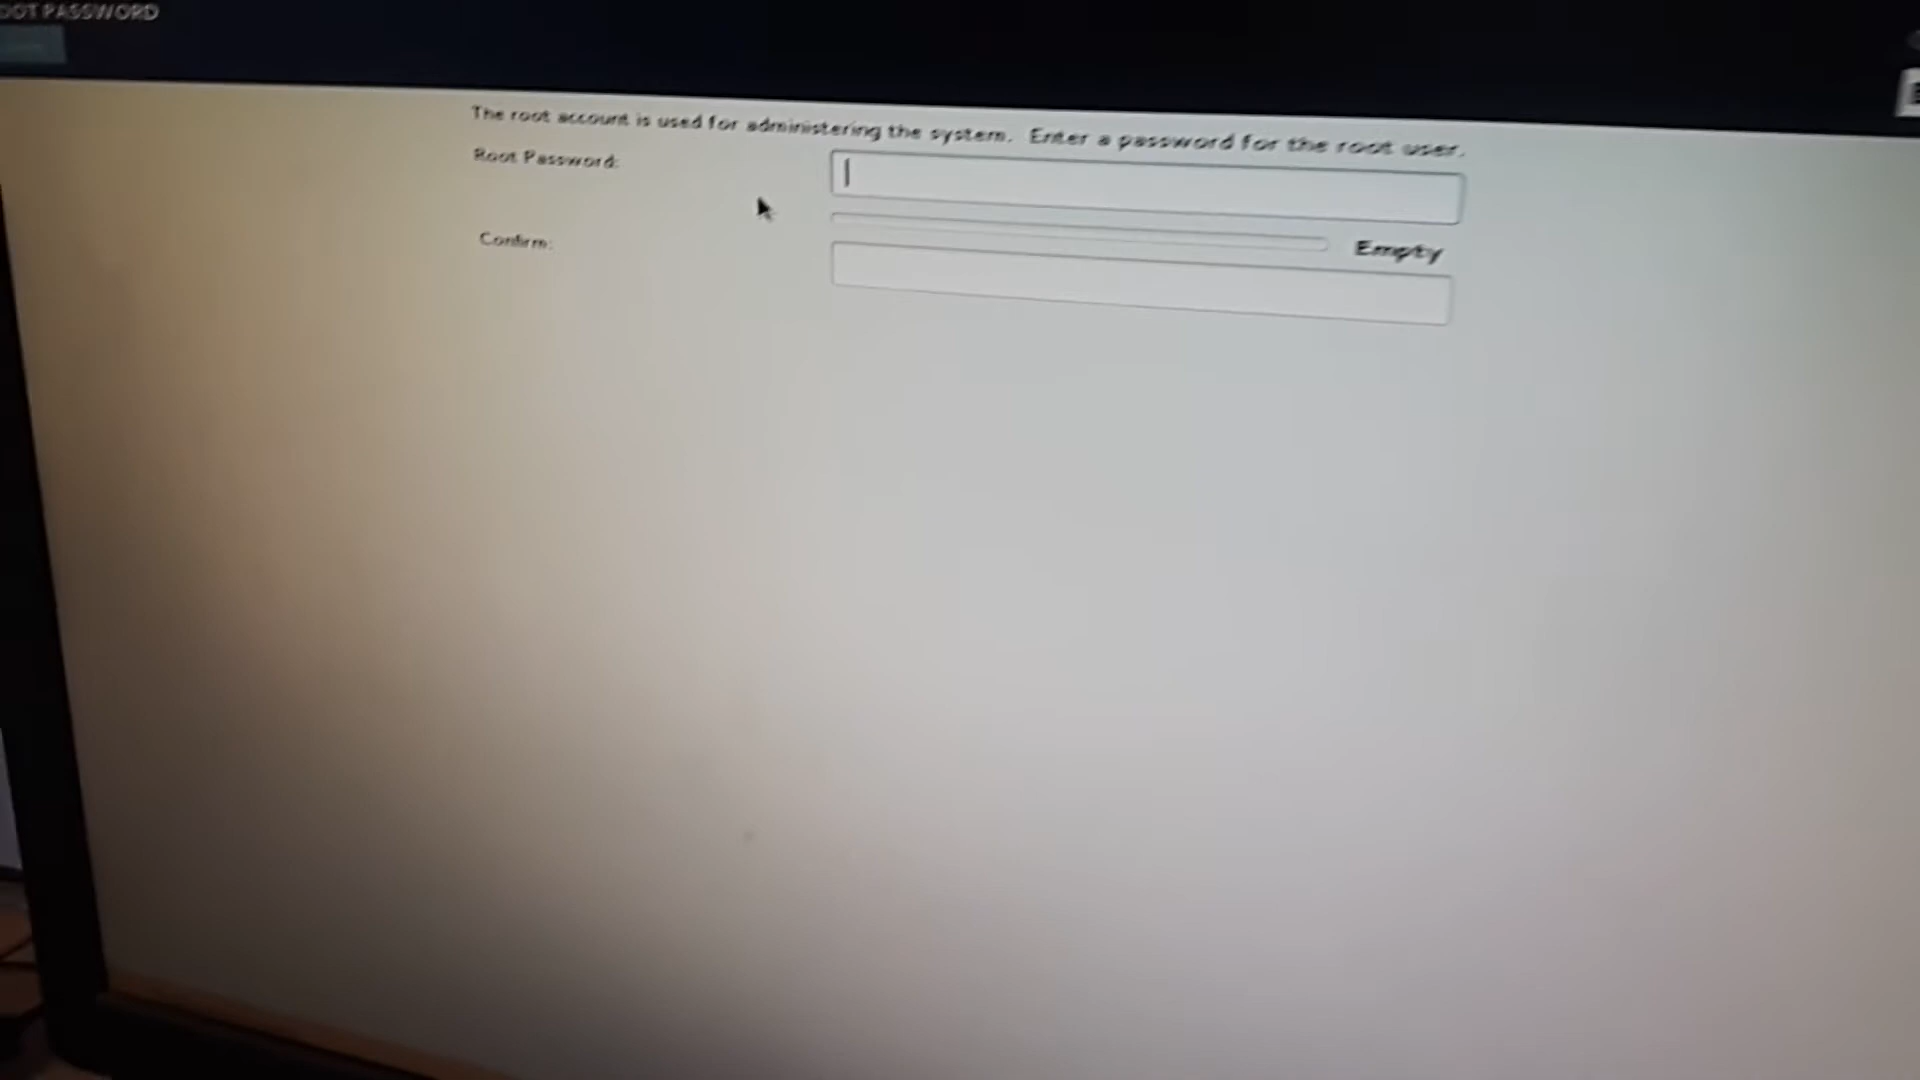 OOT PASSWORD
The root account is used for administering the system. Enter a password for the root user.
Root Password:
Empty
Confirm: